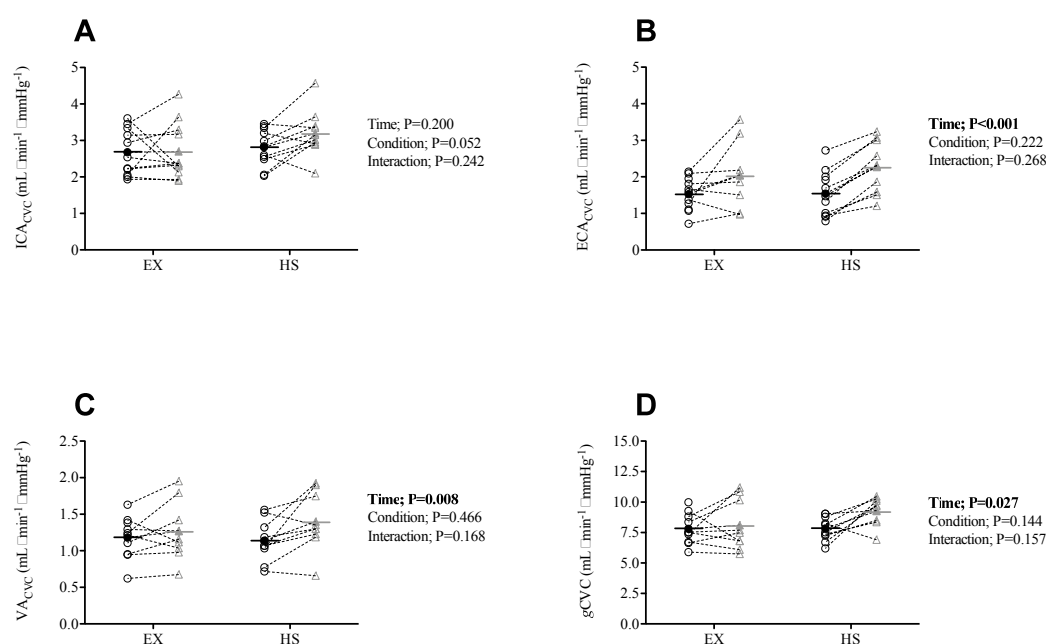 A
ICA_CVC (mL □min⁻¹ □mmHg⁻¹)
5
4
3
2
1
0
EX
HS
Time; P=0.200
Condition; P=0.052
Interaction; P=0.242
B
ECA_CVC (mL □min⁻¹ □mmHg⁻¹)
5
4
3
2
1
0
EX
HS
Time; P<0.001
Condition; P=0.222
Interaction; P=0.268
C
VA_CVC (mL □min⁻¹ □mmHg⁻¹)
2.5
2.0
1.5
1.0
0.5
0.0
EX
HS
Time; P=0.008
Condition; P=0.466
Interaction; P=0.168
D
gCVC (mL □min⁻¹ □mmHg⁻¹)
15.0
12.5
10.0
7.5
5.0
2.5
0.0
EX
HS
Time; P=0.027
Condition; P=0.144
Interaction; P=0.157